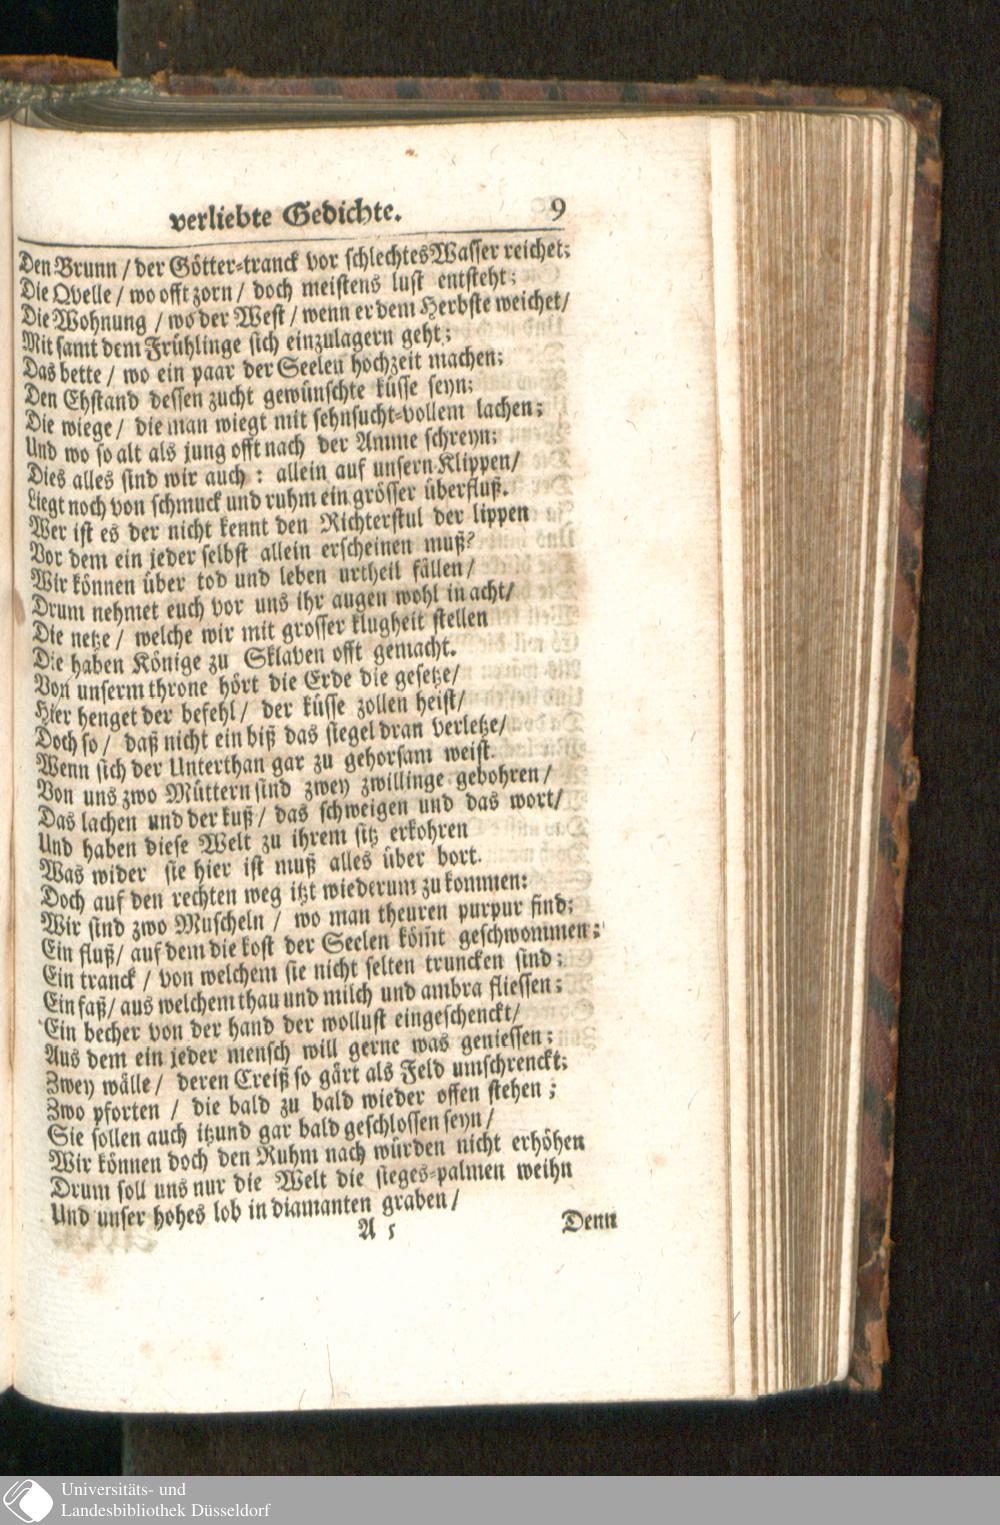 verliebte Gedichte. 9
Den Brunn / der Götter-tranck vor schlechtes Wasser reichet;
Die Qvelle / wo offt zorn / doch meistens lust entsteht;
Die Wohnung / wo der West / wenn er dem Herbste weichet/
Mit samt dem Frühlinge sich einzulagern geht;
Das bette / wo ein paar der Seelen hochzeit machen;
Den Ehstand dessen zucht gewünschte küsse seyn;
Die wiege / die man wiegt mit sehnsucht-vollem lachen;
Und wo so alt als jung offt nach der Amme schreyn;
Dies alles sind wir auch : allein auf unsern Klippen/
Liegt noch von schmuck und ruhm ein grösser überfluß.
Wer ist es der nicht kennt den Richterstul der lippen
Vor dem ein jeder selbst allein erscheinen muß?
Wir können über tod und leben urtheil fällen/
Drum nehmet euch vor uns ihr augen wohl in acht/
Die netze / welche wir mit grosser klugheit stellen
Die haben Könige zu Sklaven offt gemacht.
Von unserm throne hört die Erde die gesetze/
Hier henget der befehl / der küsse zollen heist/
Doch so / daß nicht ein biß das siegel dran verletze/
Wenn sich der Unterthan gar zu gehorsam weist.
Von uns zwo Müttern sind zwey zwillinge gebohren /
Das lachen und der kuß / das schweigen und das wort/
Und haben diese Welt zu ihrem sitz erkohren
Was wider sie hier ist muß alles über bort.
Doch auf den rechten weg itzt wiederum zu kommen:
Wir sind zwo Muscheln / wo man theuren purpur find;
Ein fluß / auf dem die kost der Seelen köm̃t geschwommen;
Ein tranck / von welchem sie nicht selten truncken sind;
Ein faß / aus welchem thau und milch und ambra fliessen;
Ein becher von der hand der wollust eingeschenckt/
Aus dem ein jeder mensch will gerne was geniessen;
Zwey wälle / deren Creiß so gärt als Feld umschrenckt;
Zwo pforten / die bald zu bald wieder offen stehen;
Sie sollen auch itzund gar bald geschlossen seyn/
Wir können doch den Ruhm nach würden nicht erhöhen
Drum soll uns nur die Welt die sieges-palmen weihn
Und unser hohes lob in diamanten graben /
A 5 Denn
Universitäts- und
Landesbibliothek Düsseldorf